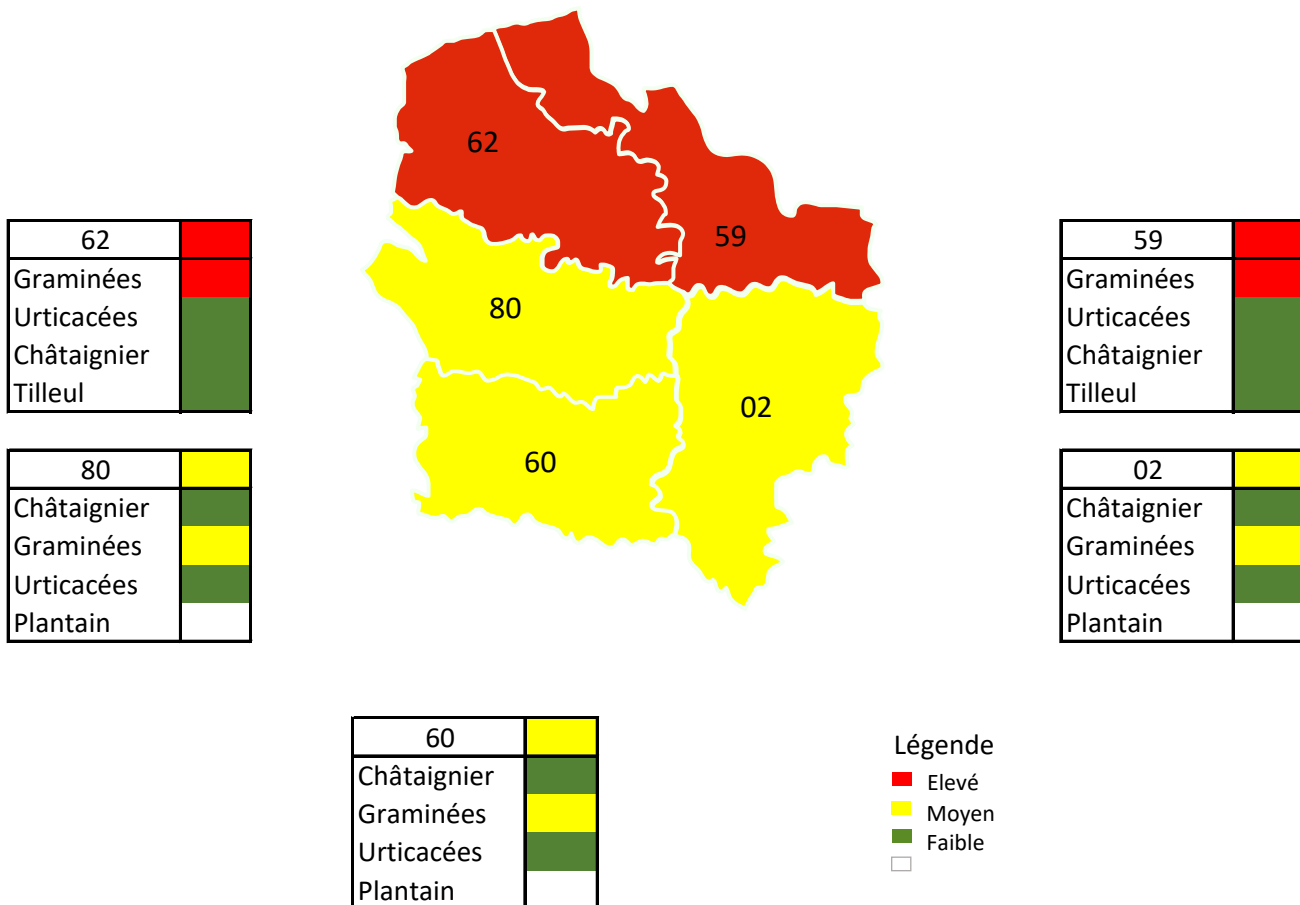 62
59
80
02
60
62
Graminées
Urticacées
Châtaignier
Tilleul
59
Graminées
Urticacées
Châtaignier
Tilleul
80
Châtaignier
Graminées
Urticacées
Plantain
02
Châtaignier
Graminées
Urticacées
Plantain
60
Châtaignier
Graminées
Urticacées
Plantain
Légende
Elevé
Moyen
Faible